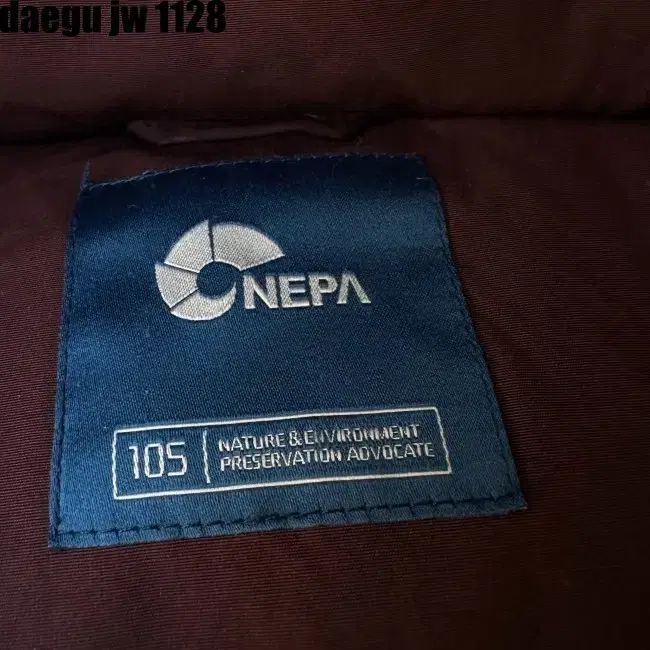 daegu jw 1128
NEPA
105
NATURE & ENVIRONMENT
PRESERVATION ADVOCATE